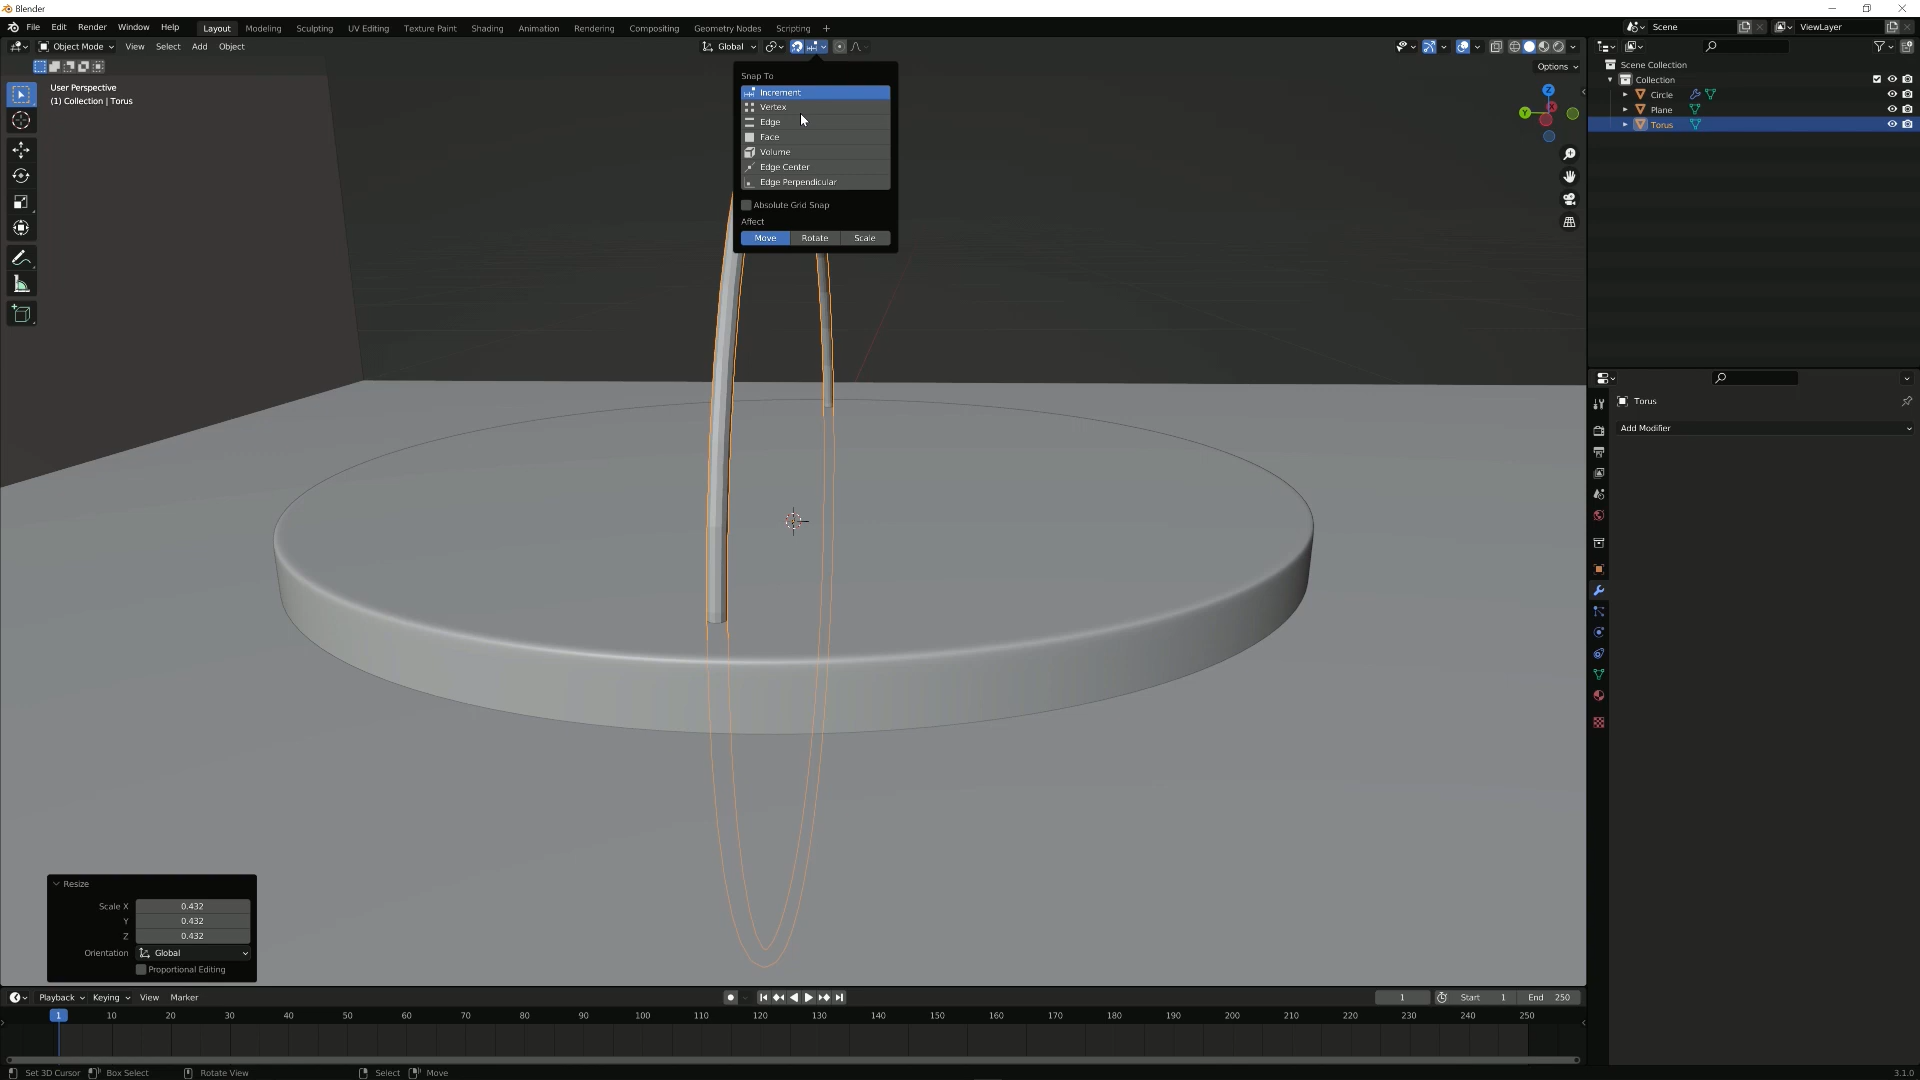 Blender
File Edit Render Window Help Layout Modeling Sculpting UV Editing Texture Paint Shading Animation Rendering Compositing Geometry Nodes Scripting + Scene ViewLayer
Object Mode View Select Add Object Global
Options
User Perspective
(1) Collection | Torus
Snap To
Increment
Vertex
Edge
Face
Volume
Edge Center
Edge Perpendicular
Absolute Grid Snap
Affect
Move Rotate Scale
Z
Y
X
Scene Collection
Collection
Circle
Plane
Torus
Torus
Add Modifier
Resize
Scale X 0.432
Y 0.432
Z 0.432
Orientation Global
Proportional Editing
Playback Keying View Marker 1 Start 1 End 250
1 10 20 30 40 50 60 70 80 90 100 110 120 130 140 150 160 170 180 190 200 210 220 230 240 250
Set 3D Cursor Box Select Rotate View Select Move 3.1.0